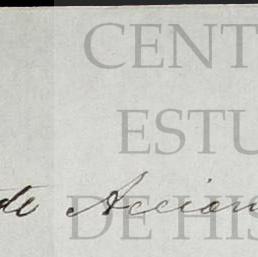 CENT
ESTU
de Accion
DE HIS